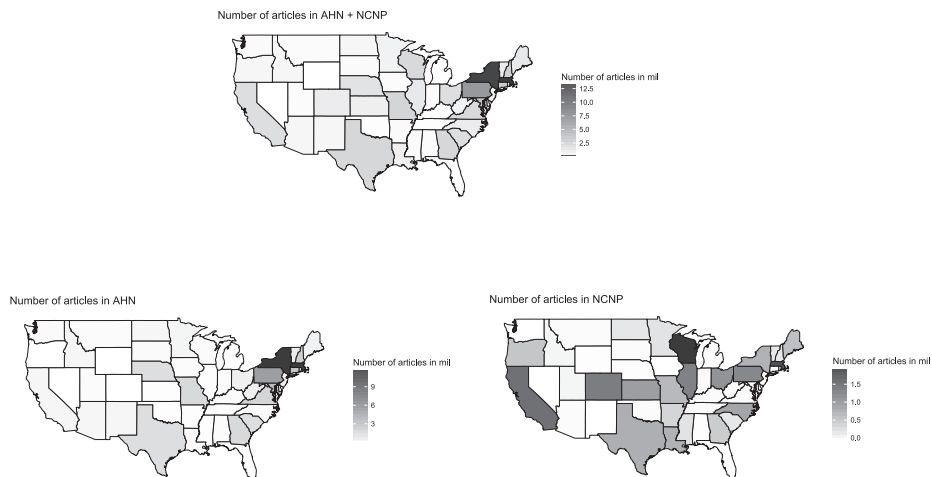 Number of articles in AHN + NCNP
Number of articles in mil
12.5
10.0
7.5
5.0
2.5
Number of articles in AHN
Number of articles in mil
9
6
3
Number of articles in NCNP
Number of articles in mil
1.5
1.0
0.5
0.0